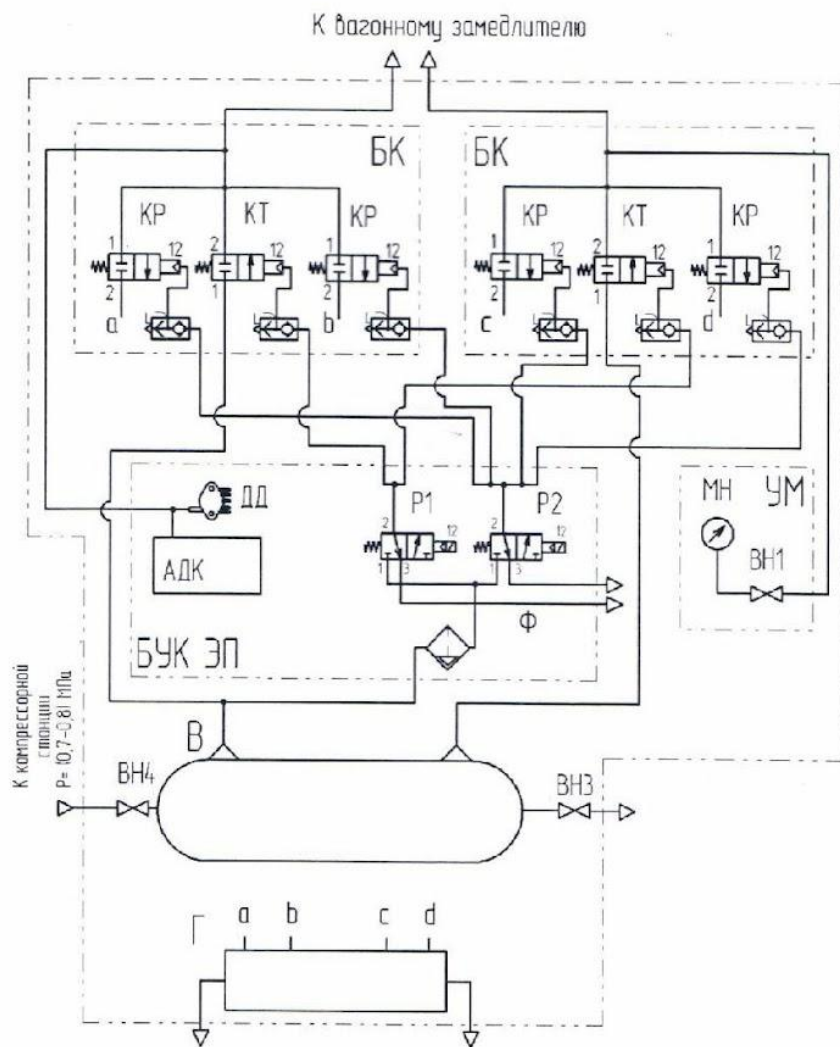 К вагонному замедлителю
БК
БК
КР
КТ
КР
КР
КТ
КР
1
12
2
12
1
12
1
12
2
12
1
12
2
1
2
2
1
2
a
b
c
d
Р1
Р2
2
12
2
12
1
3
1
3
ДД
АДК
БУК ЭП
Ф
МН
УМ
ВН1
К компрессорной
станции
P= (0,7-0,8) МПа
В
ВН4
ВН3
Г
a
b
c
d